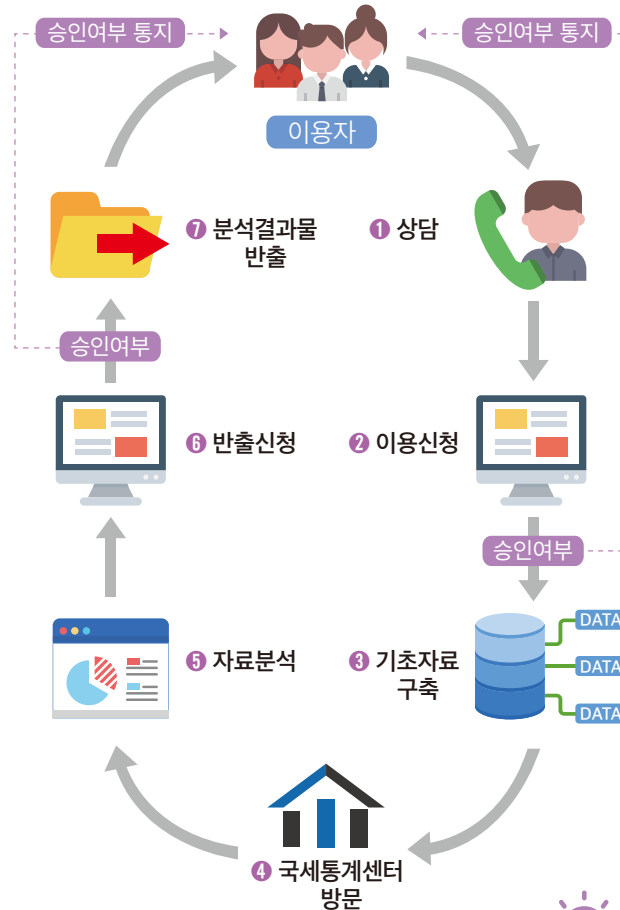 승인여부 통지
승인여부 통지
이용자
❶ 상담
❷ 이용신청
승인여부
❸ 기초자료
구축
DATA
DATA
DATA
❹ 국세통계센터
방문
❺ 자료분석
❻ 반출신청
승인여부
❼ 분석결과물
반출